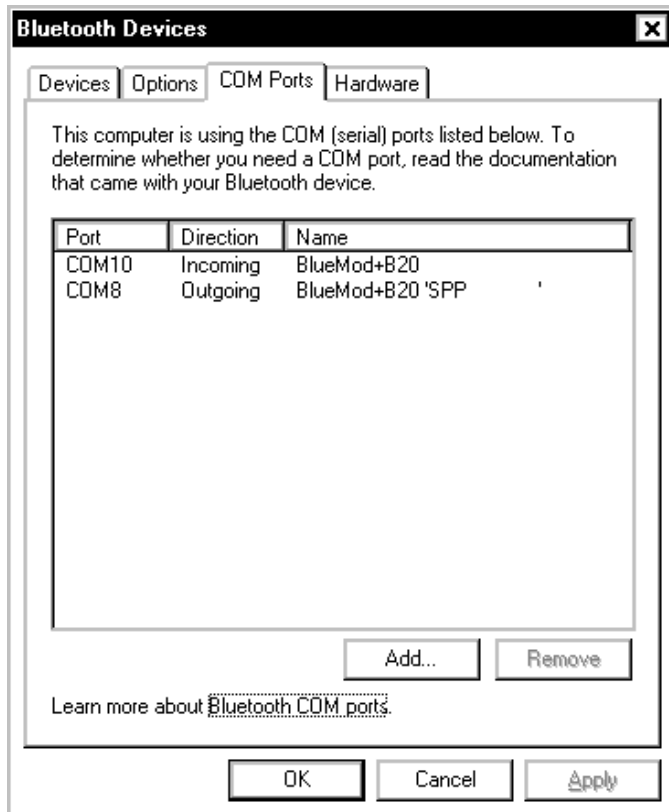 Bluetooth Devices
Devices Options COM Ports Hardware
This computer is using the COM (serial) ports listed below. To
determine whether you need a COM port, read the documentation
that came with your Bluetooth device.
Port Direction Name
COM10 Incoming BlueMod+B20
COM8 Outgoing BlueMod+B20 'SPP '
Add... Remove
Learn more about Bluetooth COM ports.
OK Cancel Apply